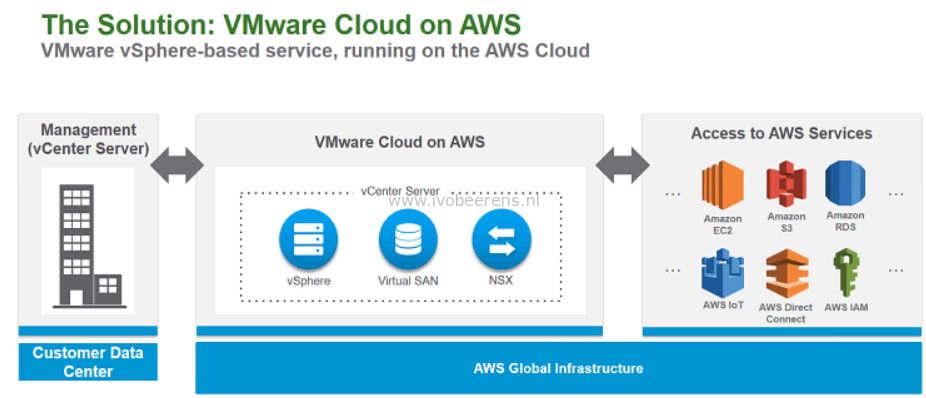 The Solution: VMware Cloud on AWS
VMware vSphere-based service, running on the AWS Cloud
Management
(vCenter Server)
VMware Cloud on AWS
Access to AWS Services
vCenter Server
www.ivobeerens.nl
vSphere
Virtual SAN
NSX
...
Amazon
EC2
Amazon
S3
Amazon
RDS
...
...
AWS IoT
AWS Direct
Connect
AWS IAM
...
Customer Data
Center
AWS Global Infrastructure